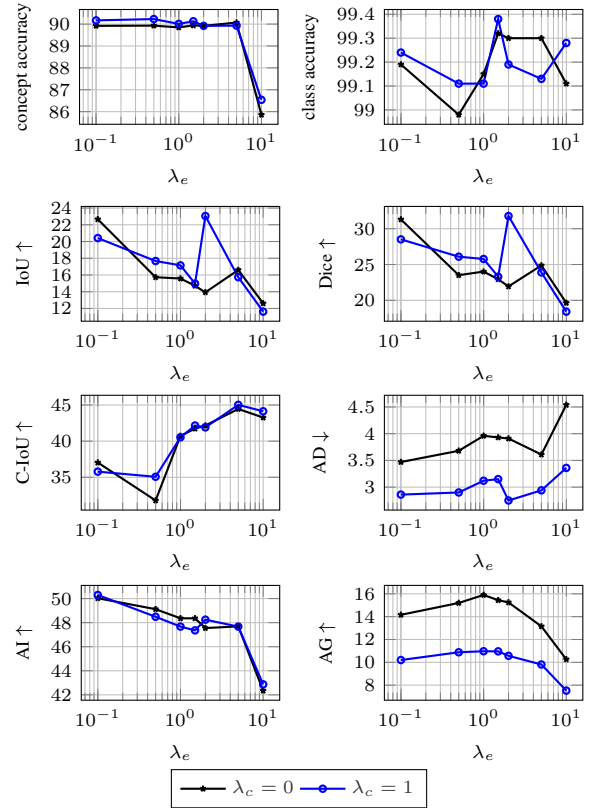 concept accuracy
90
89
88
87
86
10^{-1} 10^{0} 10^{1}
λ_e
class accuracy
99.4
99.3
99.2
99.1
99
10^{-1} 10^{0} 10^{1}
λ_e
IoU ↑
24
22
20
18
16
14
12
10^{-1} 10^{0} 10^{1}
λ_e
Dice ↑
30
25
20
10^{-1} 10^{0} 10^{1}
λ_e
C-IoU ↑
45
40
35
10^{-1} 10^{0} 10^{1}
λ_e
AD ↓
4.5
4
3.5
3
10^{-1} 10^{0} 10^{1}
λ_e
AI ↑
50
48
46
44
42
10^{-1} 10^{0} 10^{1}
λ_e
AG ↑
16
14
12
10
8
10^{-1} 10^{0} 10^{1}
λ_e
λ_c = 0 λ_c = 1